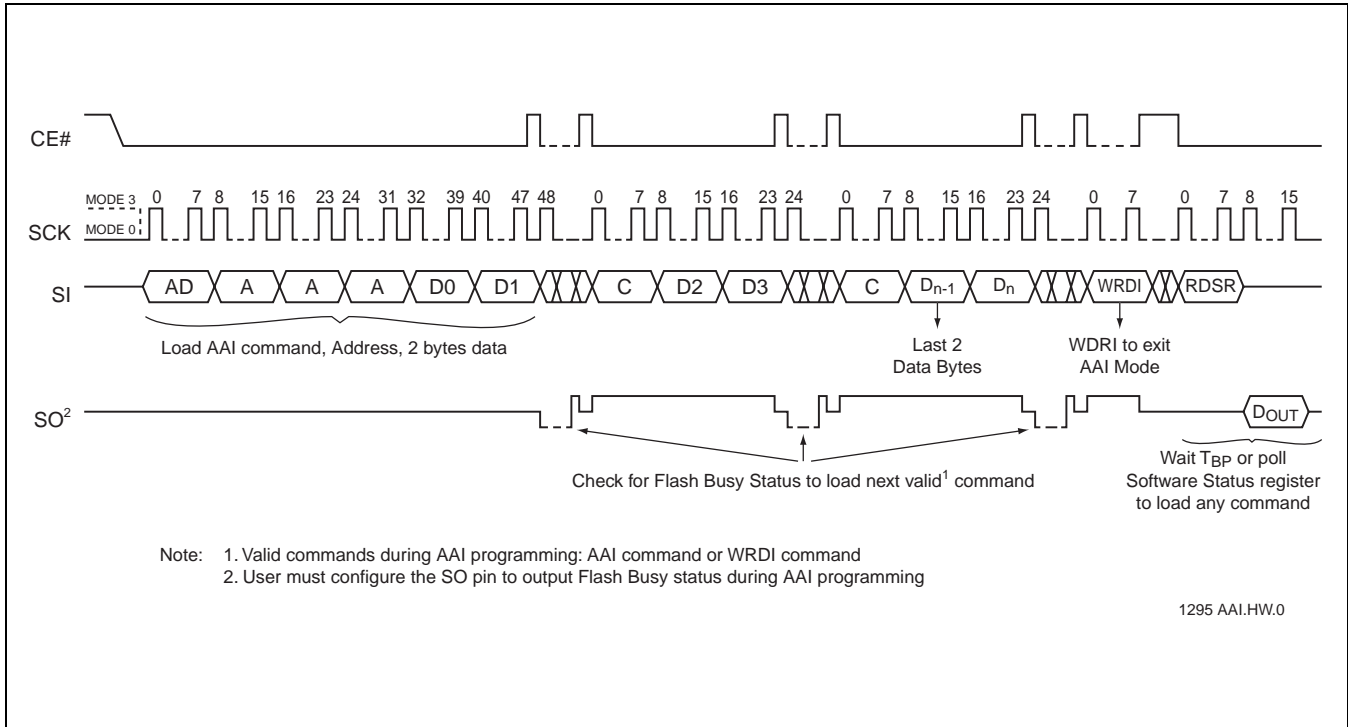 CE#
MODE 3
MODE 0
SCK
0 7 8 15 16 23 24 31 32 39 40 47 48 0 7 8 15 16 23 24 0 7 8 15 16 23 24 0 7 0 7 8 15
SI
AD A A A D0 D1 C D2 D3 C Dn-1 Dn WRDI RDSR
Load AAI command, Address, 2 bytes data
Last 2
Data Bytes
WDRI to exit
AAI Mode
SO2
DOUT
Check for Flash Busy Status to load next valid1 command
Wait TBP or poll
Software Status register
to load any command
Note: 1. Valid commands during AAI programming: AAI command or WRDI command
2. User must configure the SO pin to output Flash Busy status during AAI programming
1295 AAI.HW.0